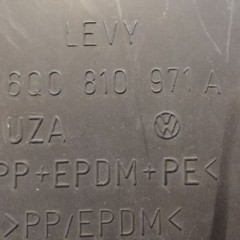 LEVY
6QC 810 971 A
UZA
PP+EPDM+PE<
>PP/EPDM<